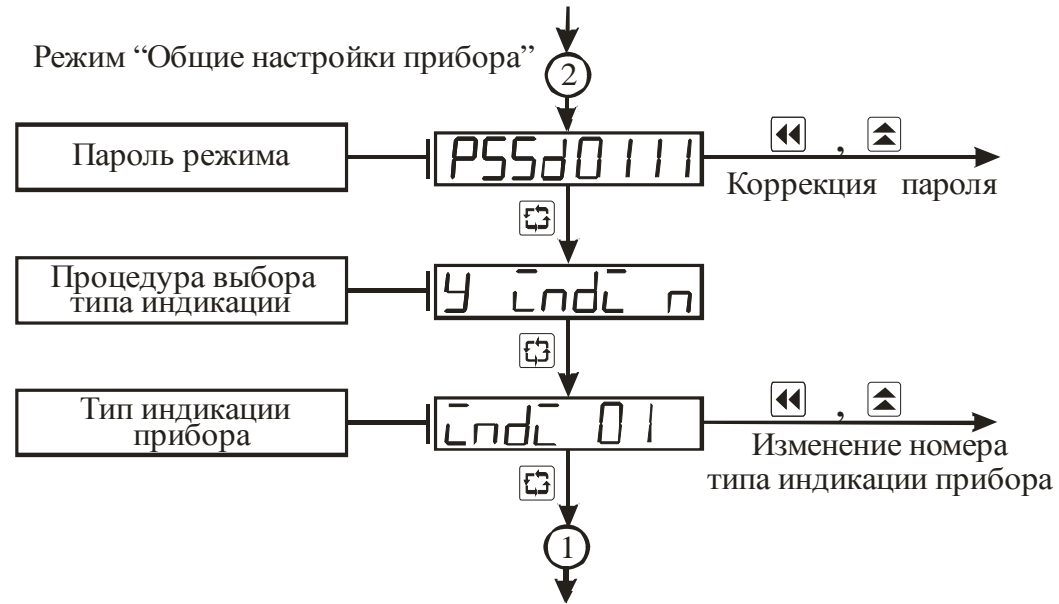 Режим “Общие настройки прибора”
2
Пароль режима
PSSd0111
,
Коррекция пароля
Процедура выбора
типа индикации
Y indi n
Тип индикации
прибора
indi 01
,
Изменение номера
типа индикации прибора
1